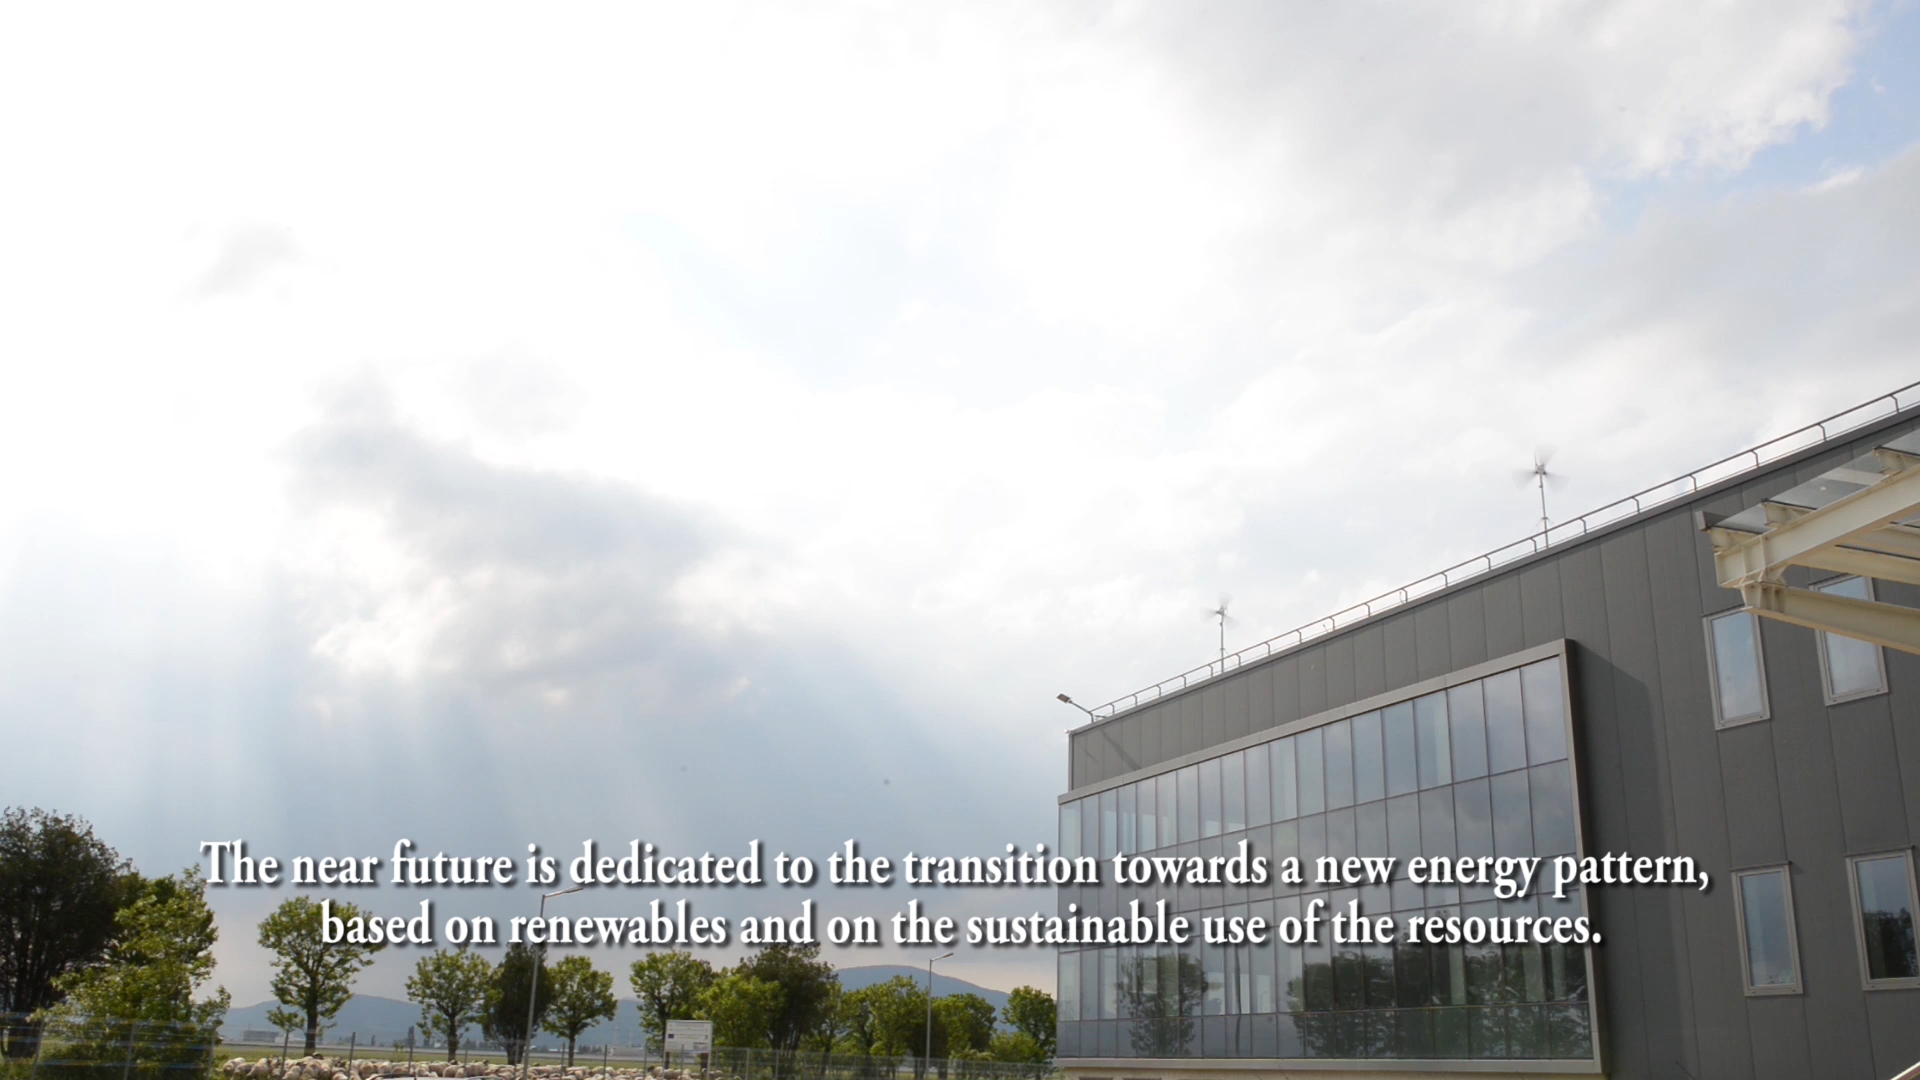 The near future is dedicated to the transition towards a new energy pattern,
based on renewables and on the sustainable use of the resources.